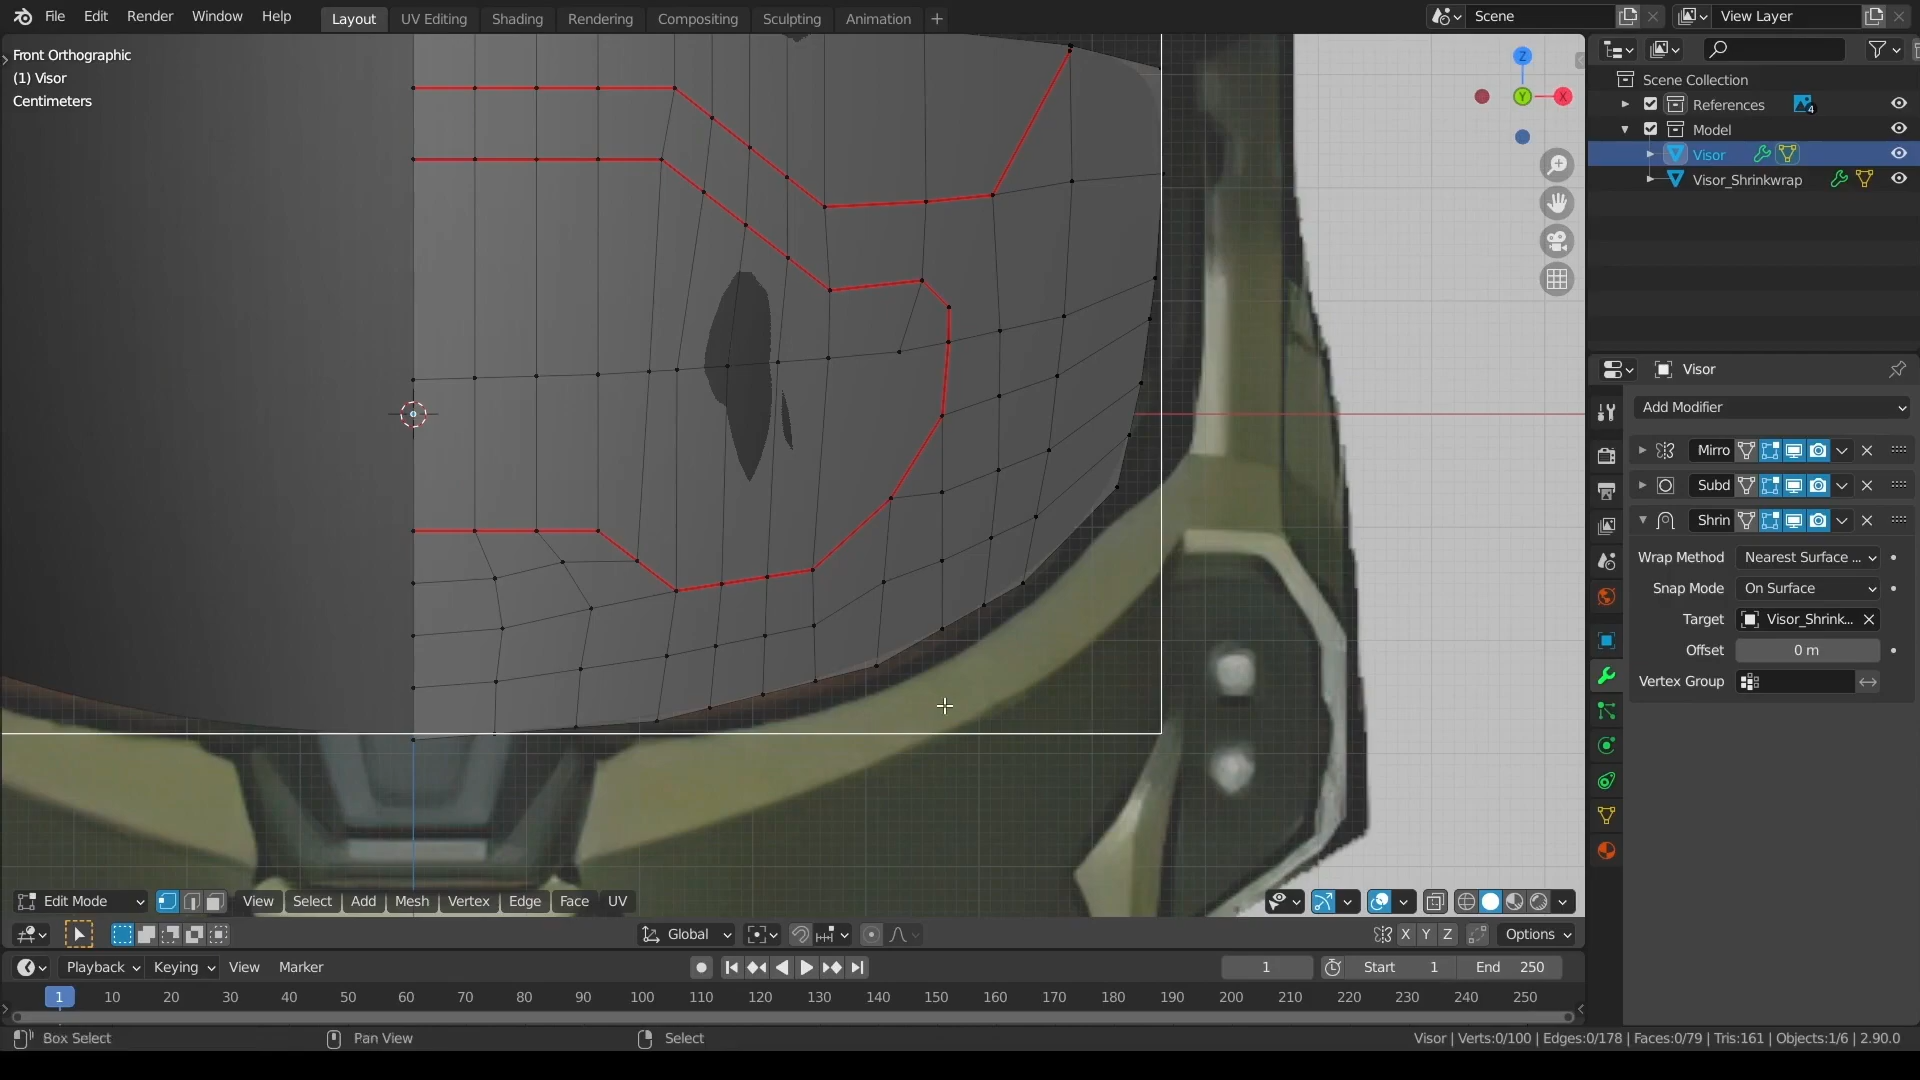 File Edit Render Window Help Layout UV Editing Shading Rendering Compositing Sculpting Animation + Scene View Layer
Front Orthographic
(1) Visor
Centimeters
Z
Y
X
Scene Collection
References 4
Model
Visor
Visor_Shrinkwrap
Visor
Add Modifier
Mirro
Subd
Shrin
Wrap Method Nearest Surface ...
Snap Mode On Surface
Target Visor_Shrink...
Offset 0 m
Vertex Group
Edit Mode View Select Add Mesh Vertex Edge Face UV
Global X Y Z Options
Playback Keying View Marker 1 Start 1 End 250
1 10 20 30 40 50 60 70 80 90 100 110 120 130 140 150 160 170 180 190 200 210 220 230 240 250
Box Select Pan View Select Visor | Verts:0/100 | Edges:0/178 | Faces:0/79 | Tris:161 | Objects:1/6 | 2.90.0